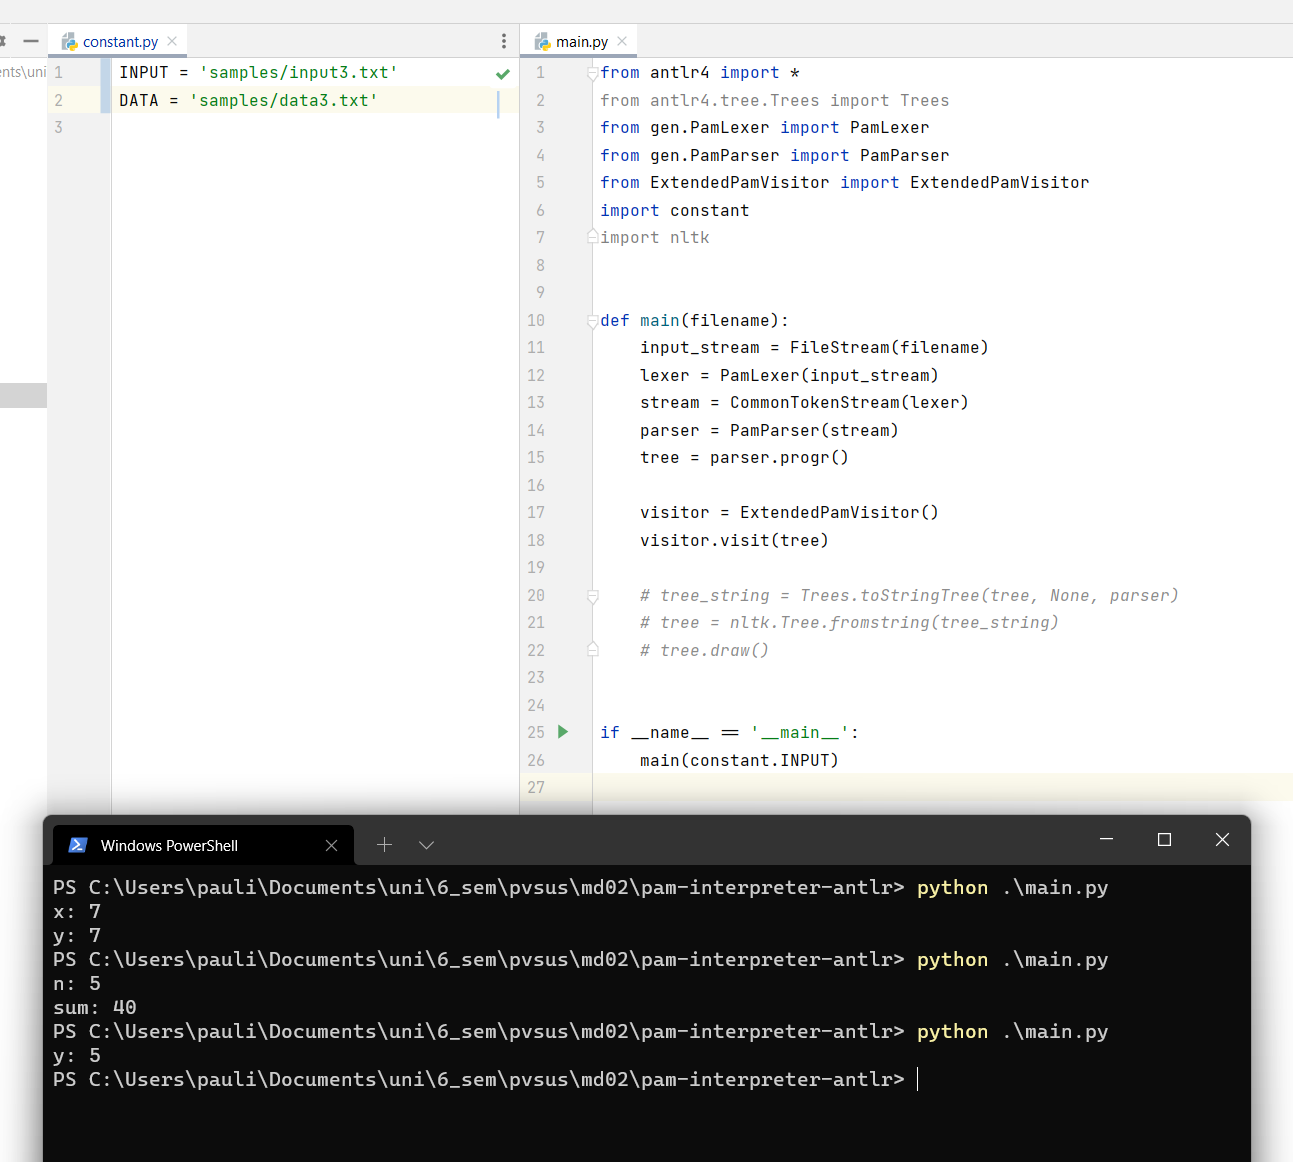 constant.py
main.py
ents\uni
1 INPUT = 'samples/input3.txt'
2 DATA = 'samples/data3.txt'
3
1 from antlr4 import *
2 from antlr4.tree.Trees import Trees
3 from gen.PamLexer import PamLexer
4 from gen.PamParser import PamParser
5 from ExtendedPamVisitor import ExtendedPamVisitor
6 import constant
7 import nltk
8
9
10 def main(filename):
11     input_stream = FileStream(filename)
12     lexer = PamLexer(input_stream)
13     stream = CommonTokenStream(lexer)
14     parser = PamParser(stream)
15     tree = parser.progr()
16
17     visitor = ExtendedPamVisitor()
18     visitor.visit(tree)
19
20     # tree_string = Trees.toStringTree(tree, None, parser)
21     # tree = nltk.Tree.fromstring(tree_string)
22     # tree.draw()
23
24
25 if __name__ == '__main__':
26     main(constant.INPUT)
27
Windows PowerShell
PS C:\Users\pauli\Documents\uni\6_sem\pvsus\md02\pam-interpreter-antlr> python .\main.py
x: 7
y: 7
PS C:\Users\pauli\Documents\uni\6_sem\pvsus\md02\pam-interpreter-antlr> python .\main.py
n: 5
sum: 40
PS C:\Users\pauli\Documents\uni\6_sem\pvsus\md02\pam-interpreter-antlr> python .\main.py
y: 5
PS C:\Users\pauli\Documents\uni\6_sem\pvsus\md02\pam-interpreter-antlr>